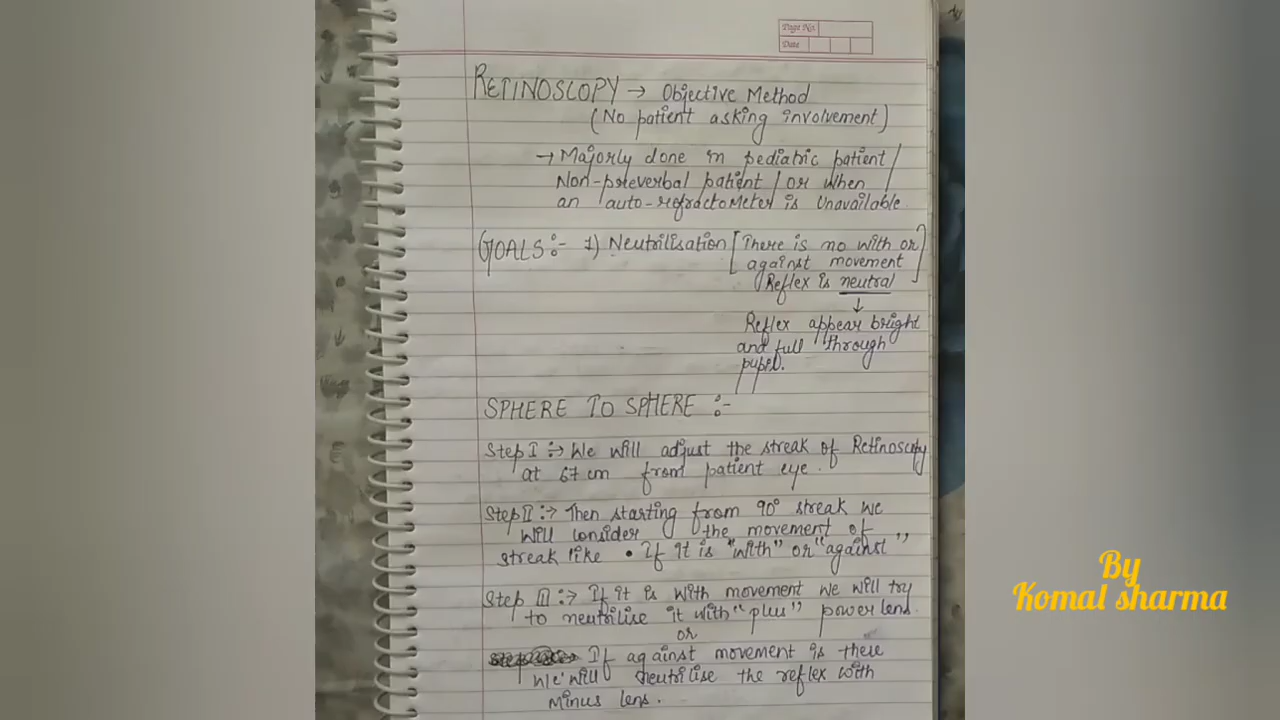 Page No.
Date
RETINOSCOPY → Objective Method
(No patient asking involvement)
→ Majorly done in pediatric patient/
Non-preverbal patient / or when
an auto-refractometer is Unavailable.
GOALS:- 1) Neutrilisation [There is no with or
against movement
Reflex is neutral]
↓
Reflex appear bright
and full through
pupil.
SPHERE TO SPHERE :-
Step I :→ We will adjust the streak of Retinoscopy
at 67 cm from patient eye.
Step II :→ Then starting from 90° streak we
will consider the movement of
streak like • If it is "with" or "against"
Step III :→ If it is with movement we will try
to neutrilise it with "plus" power lens.
or
→ If against movement is there
we will neutrilise the reflex with
minus lens.
By
Komal sharma